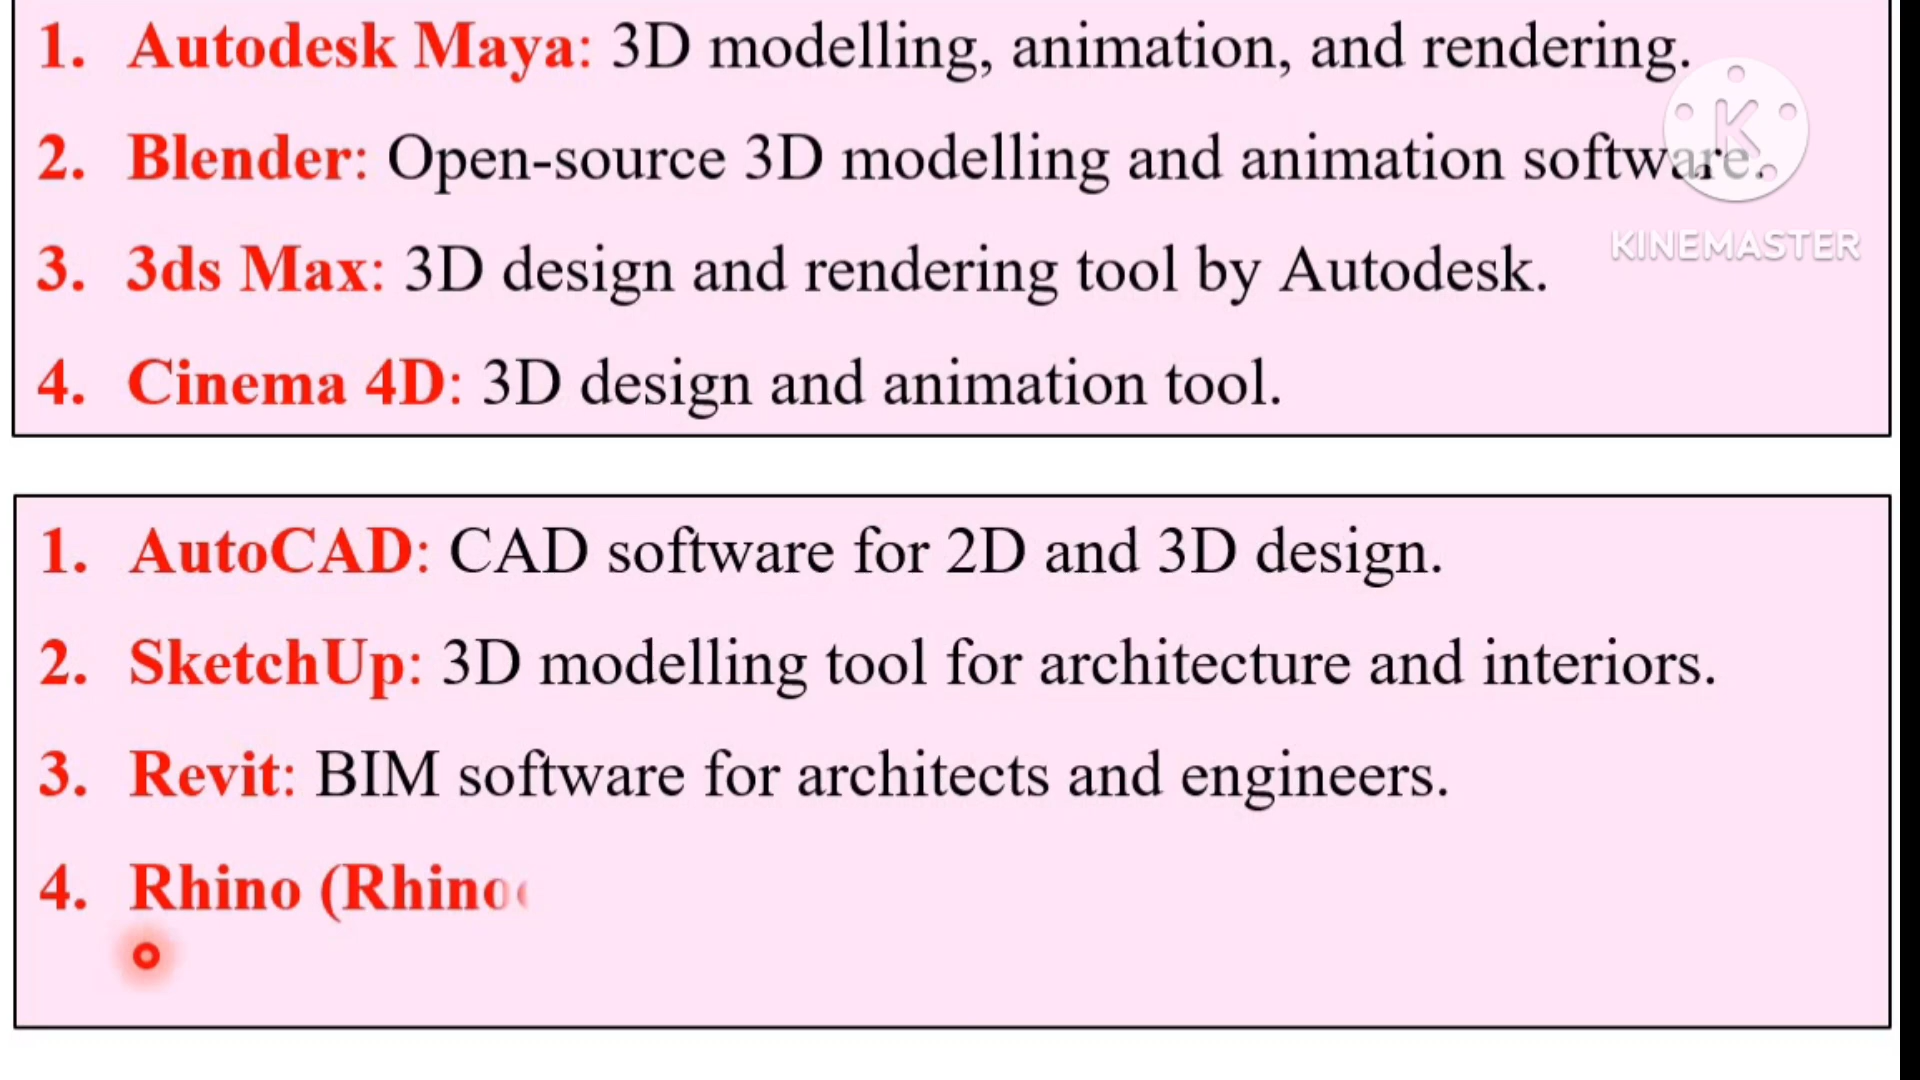 1. Autodesk Maya: 3D modelling, animation, and rendering.
2. Blender: Open-source 3D modelling and animation software.
K
KINEMASTER
3. 3ds Max: 3D design and rendering tool by Autodesk.
4. Cinema 4D: 3D design and animation tool.
1. AutoCAD: CAD software for 2D and 3D design.
2. SketchUp: 3D modelling tool for architecture and interiors.
3. Revit: BIM software for architects and engineers.
4. Rhino (Rhino